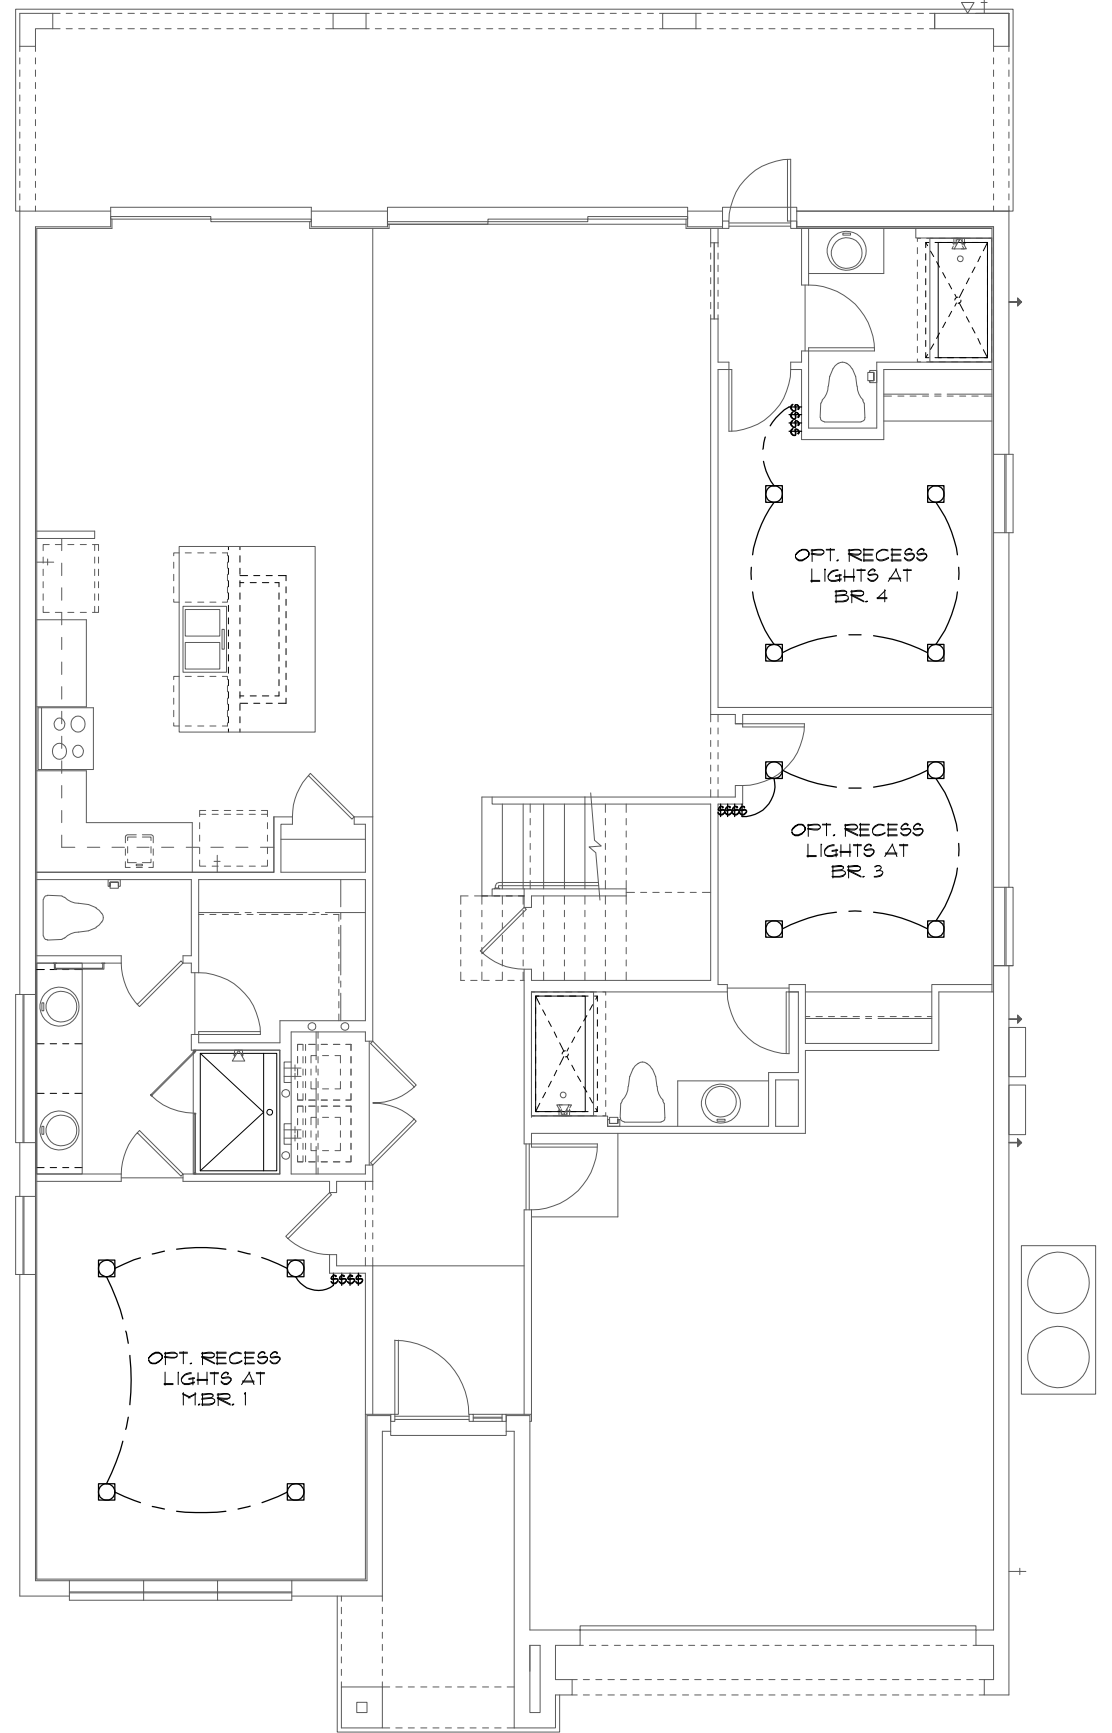 $$$$
OPT. RECESS
LIGHTS AT
BR. 4
$$$$
OPT. RECESS
LIGHTS AT
BR. 3
$$$$
OPT. RECESS
LIGHTS AT
M.BR. 1